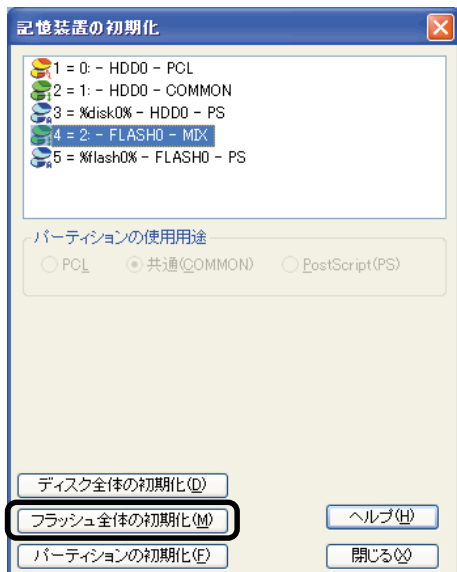 記憶装置の初期化
1 = 0: - HDD0 - PCL
2 = 1: - HDD0 - COMMON
3 = %disk0% - HDD0 - PS
4 = 2: - FLASH0 - MIX
5 = %flash0% - FLASH0 - PS
パーティションの使用用途
PCL 共通(COMMON) PostScript(PS)
ディスク全体の初期化(D)
フラッシュ全体の初期化(M) ヘルプ(H)
パーティションの初期化(F) 閉じる(X)